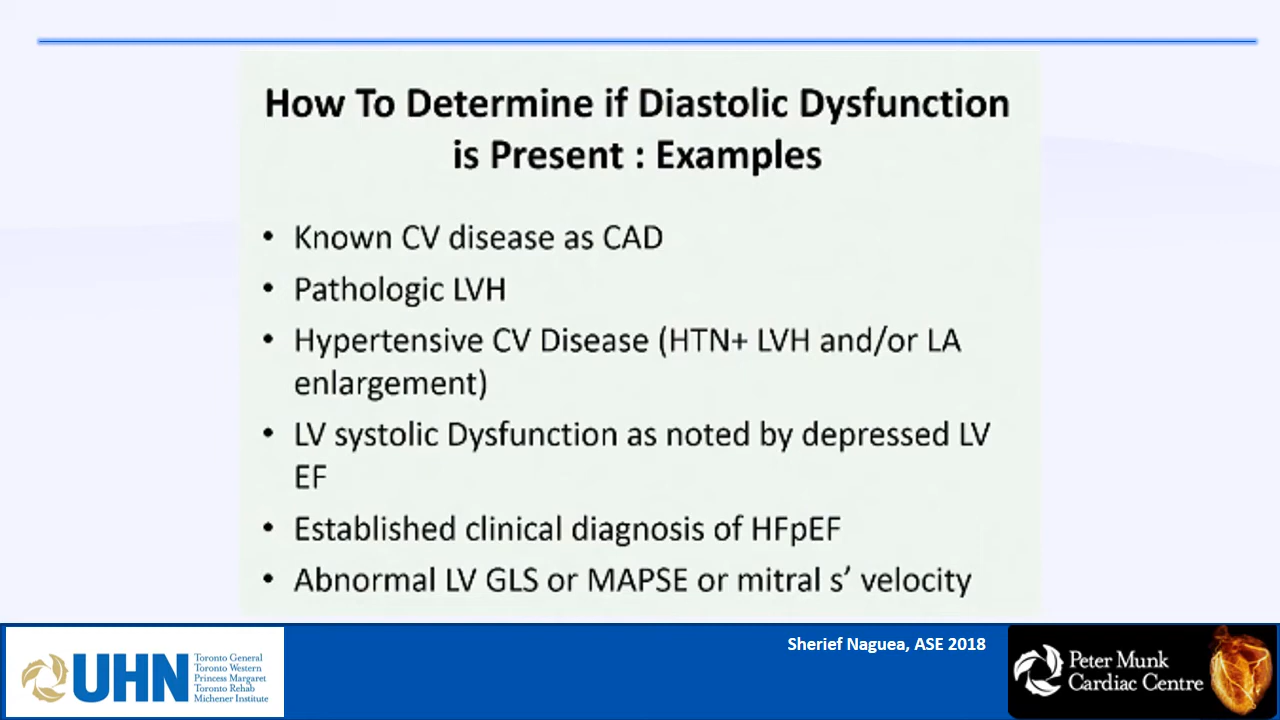 How To Determine if Diastolic Dysfunction
is Present : Examples
• Known CV disease as CAD
• Pathologic LVH
• Hypertensive CV Disease (HTN+ LVH and/or LA
enlargement)
• LV systolic Dysfunction as noted by depressed LV
EF
• Established clinical diagnosis of HFpEF
• Abnormal LV GLS or MAPSE or mitral s’ velocity
Sherief Naguea, ASE 2018
UHN
Toronto General
Toronto Western
Princess Margaret
Toronto Rehab
Michener Institute
Peter Munk
Cardiac Centre